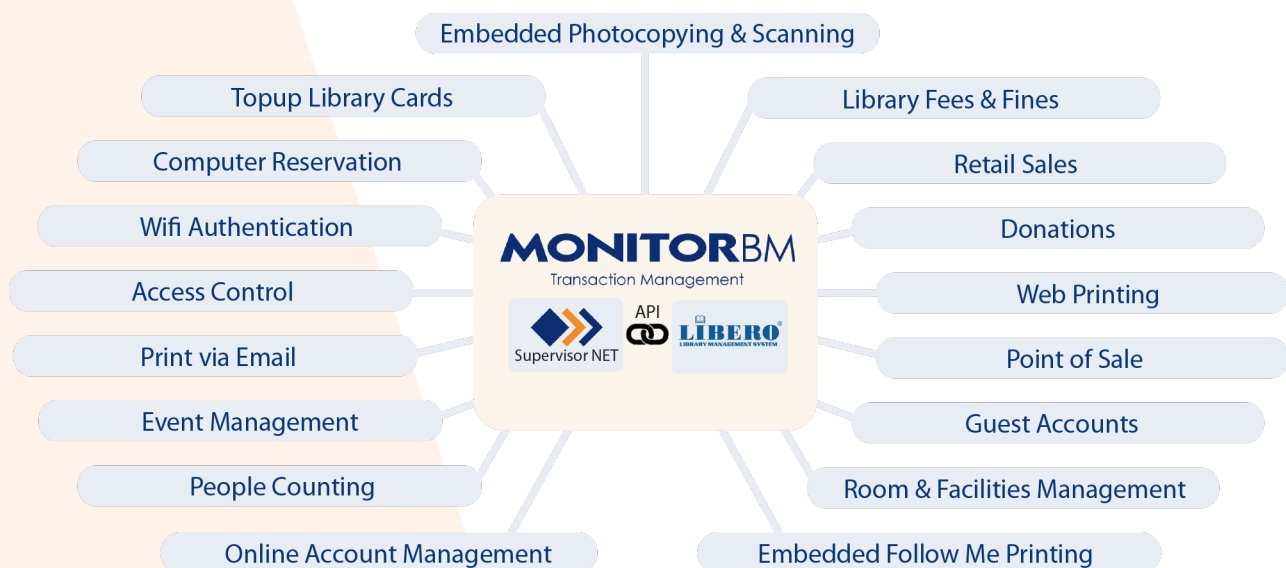 Embedded Photocopying & Scanning
Topup Library Cards
Library Fees & Fines
Computer Reservation
Retail Sales
Wifi Authentication
Donations
MONITORBM
Transaction Management
Access Control
Web Printing
API
Supervisor NET
LIBERO®
LIBRARY MANAGEMENT SYSTEM
Print via Email
Point of Sale
Event Management
Guest Accounts
People Counting
Room & Facilities Management
Online Account Management
Embedded Follow Me Printing